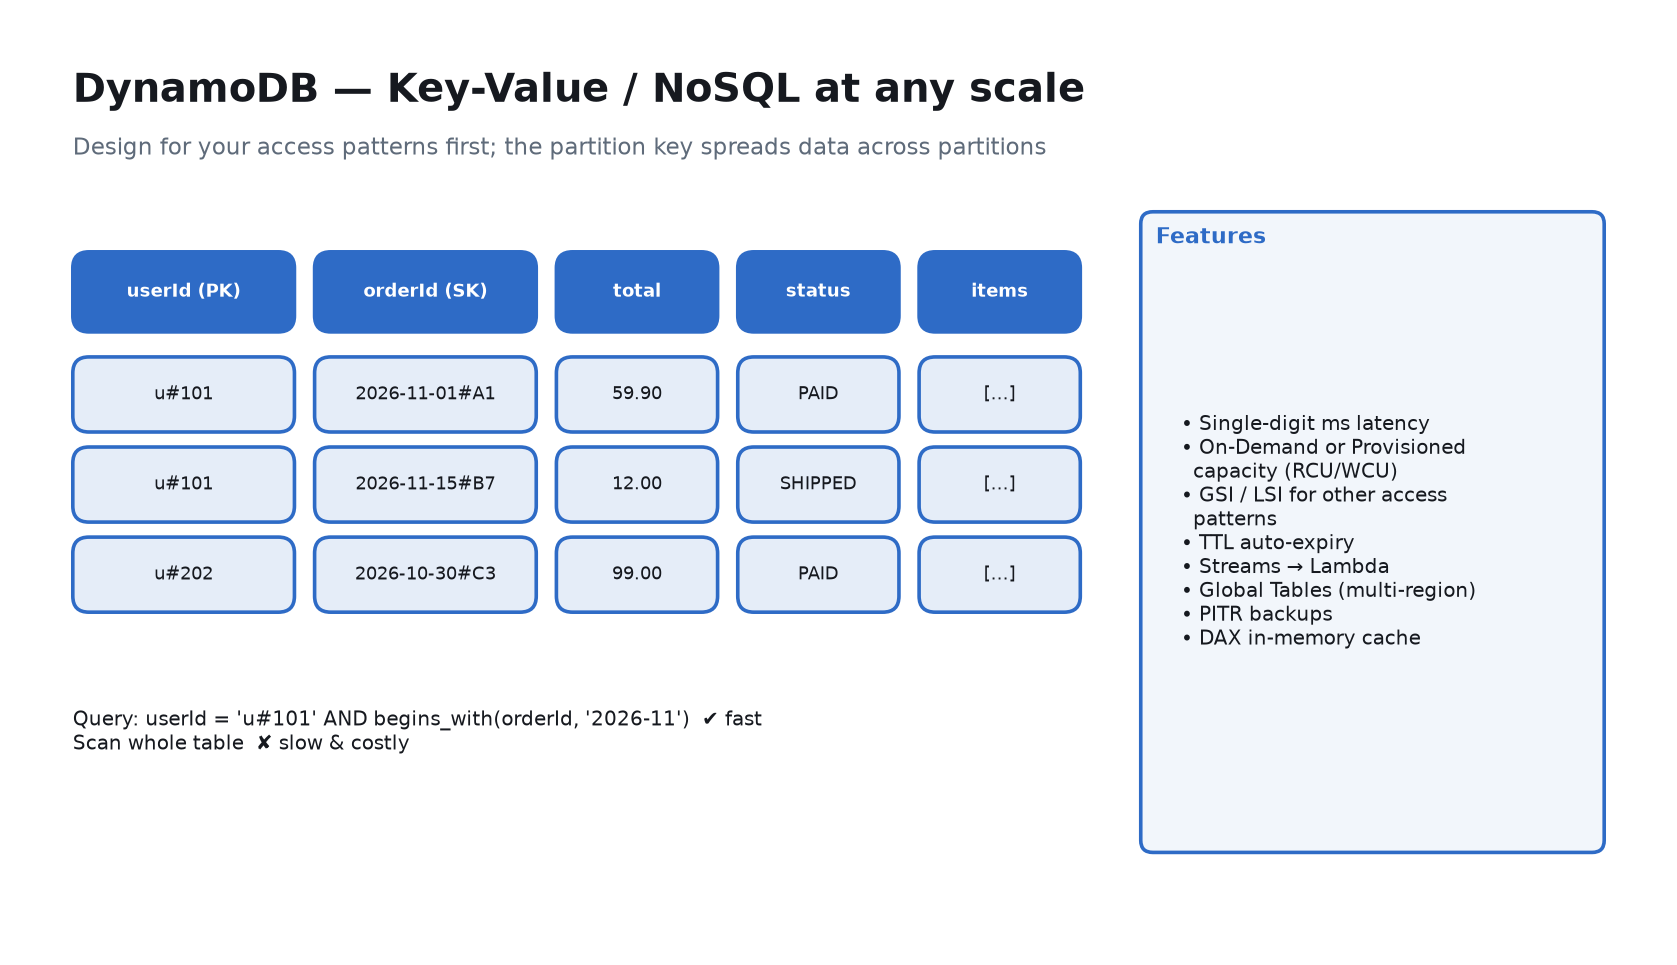 DynamoDB — Key-Value / NoSQL at any scale
Design for your access patterns first; the partition key spreads data across partitions
userId (PK) orderId (SK) total status items
u#101 2026-11-01#A1 59.90 PAID [...]
u#101 2026-11-15#B7 12.00 SHIPPED [...]
u#202 2026-10-30#C3 99.00 PAID [...]
Query: userId = 'u#101' AND begins_with(orderId, '2026-11') ✔ fast
Scan whole table ✘ slow & costly
Features
• Single-digit ms latency
• On-Demand or Provisioned
capacity (RCU/WCU)
• GSI / LSI for other access
patterns
• TTL auto-expiry
• Streams → Lambda
• Global Tables (multi-region)
• PITR backups
• DAX in-memory cache